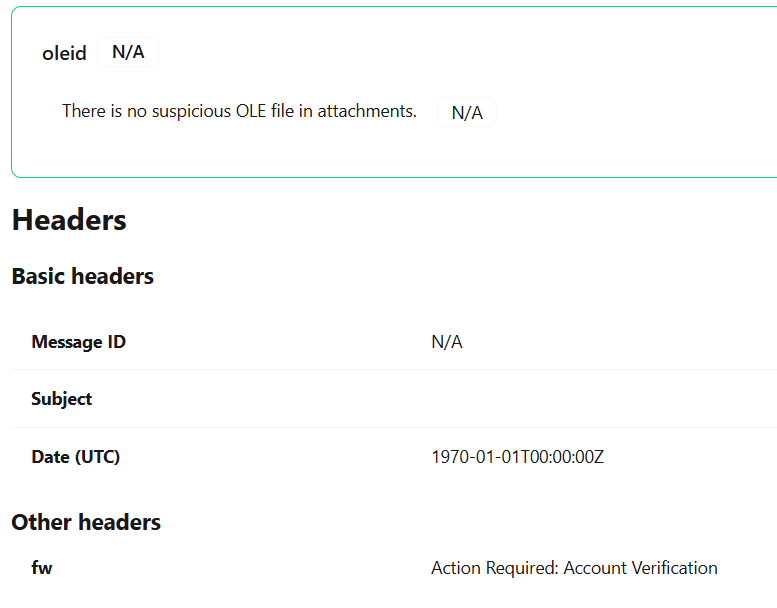 oleid N/A
There is no suspicious OLE file in attachments. N/A
Headers
Basic headers
Message ID N/A
Subject
Date (UTC) 1970-01-01T00:00:00Z
Other headers
fw Action Required: Account Verification